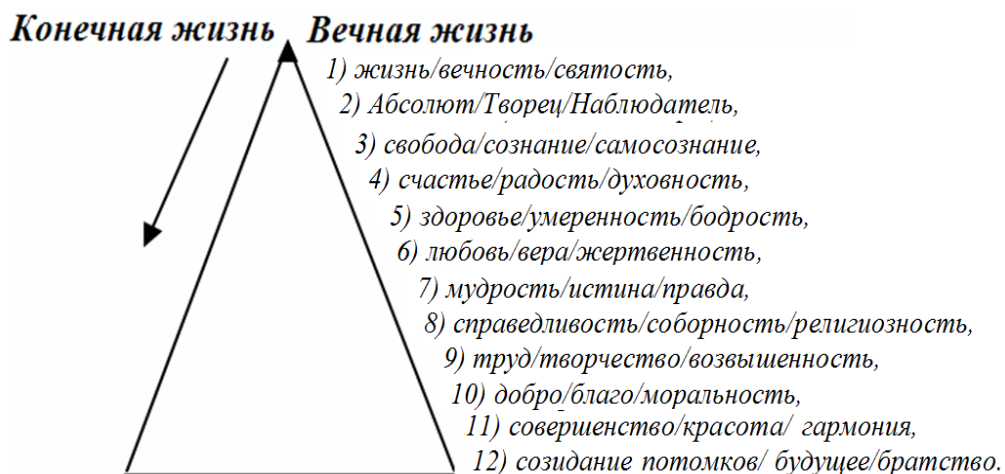 Конечная жизнь Вечная жизнь
1) жизнь/вечность/святость,
2) Абсолют/Творец/Наблюдатель,
3) свобода/сознание/самосознание,
4) счастье/радость/духовность,
5) здоровье/умеренность/бодрость,
6) любовь/вера/жертвенность,
7) мудрость/истина/правда,
8) справедливость/соборность/религиозность,
9) труд/творчество/возвышенность,
10) добро/благо/моральность,
11) совершенство/красота/ гармония,
12) созидание потомков/ будущее/братство.